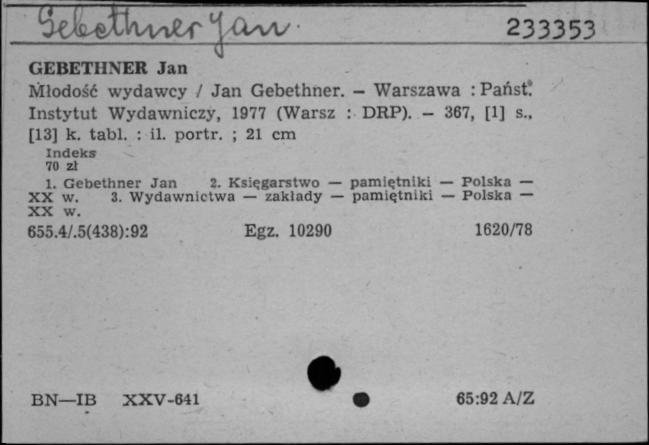 Gebethner Jan.
233353
GEBETHNER Jan
Młodość wydawcy / Jan Gebethner. — Warszawa : Państ.
Instytut Wydawniczy, 1977 (Warsz : DRP). — 367, [1] s.,
[13] k. tabl. : il. portr. ; 21 cm
Indeks
70 zł
1. Gebethner Jan 2. Księgarstwo — pamiętniki — Polska —
XX w. 3. Wydawnictwa — zakłady — pamiętniki — Polska —
XX w.
655.4/.5(438):92 Egz. 10290 1620/78
BN—IB XXV-641 65:92 A/Z